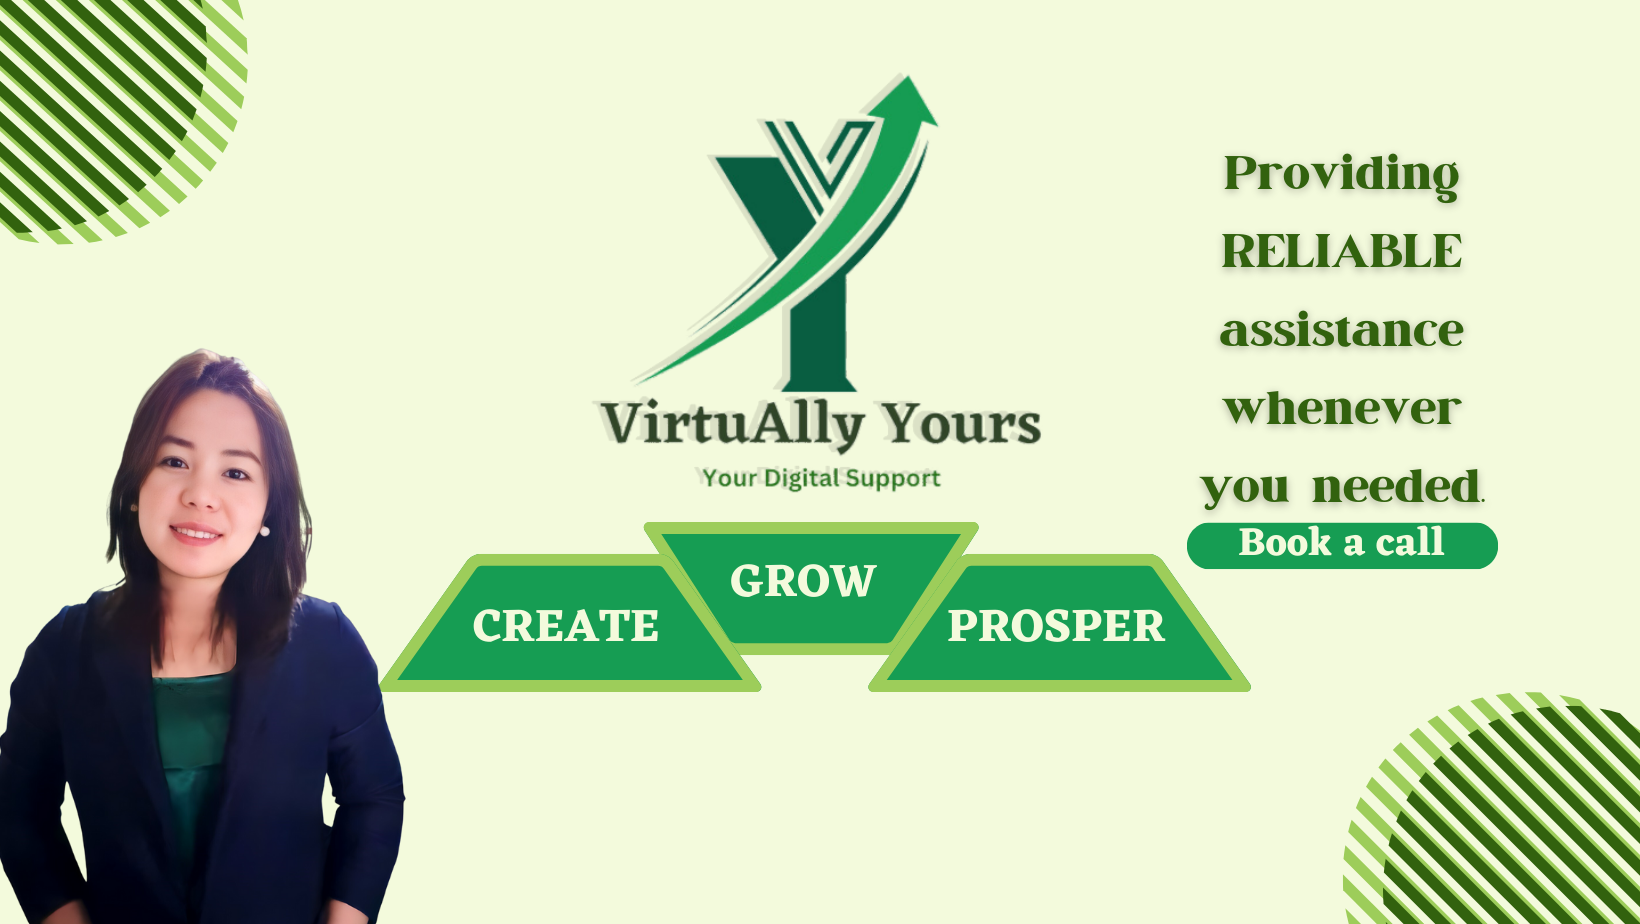 VirtuAlly Yours
Your Digital Support
CREATE
GROW
PROSPER
Providing
RELIABLE
assistance
whenever
you needed.
Book a call